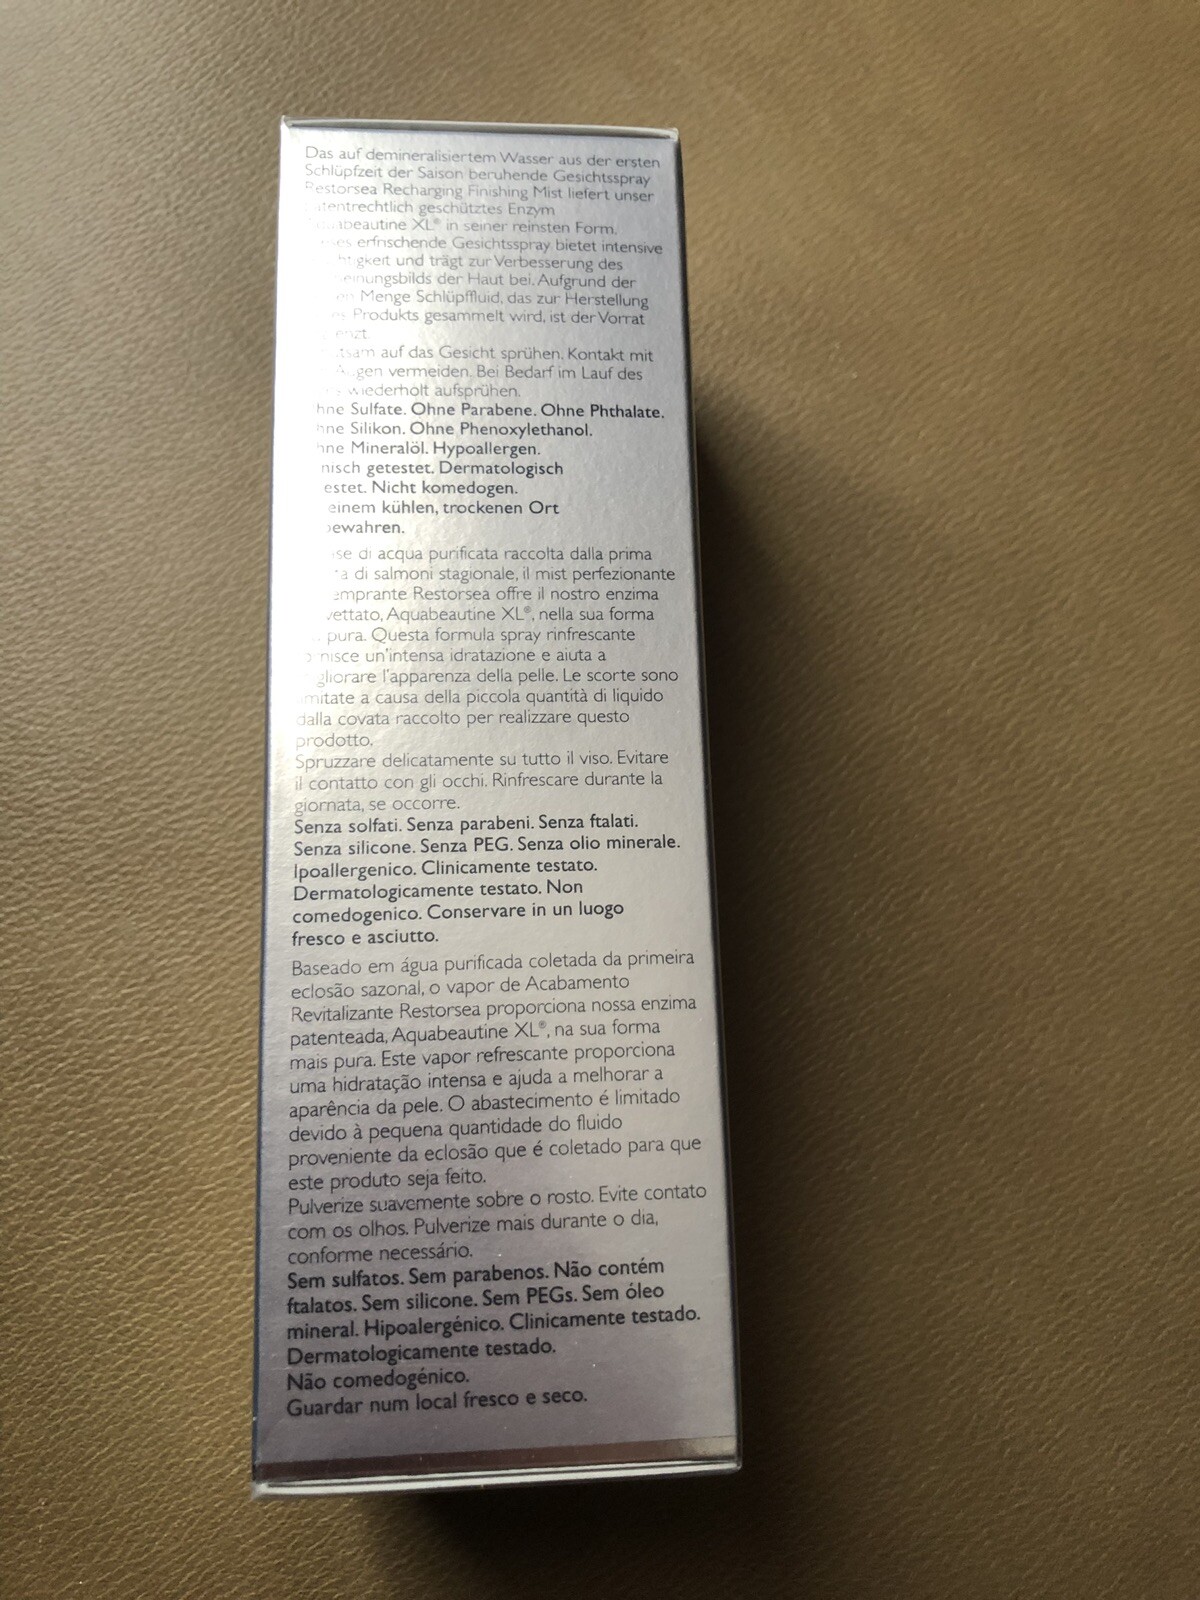 Das auf demineralisiertem Wasser aus der ersten
Schlüpfzeit der Saison beruhende Gesichtsspray
Restorsea Recharging Finishing Mist liefert unser
geschütztes Enzym
XL® in seiner reinsten Form.
erfrischende Gesichtsspray bietet intensive
und trägt zur Verbesserung des
der Haut bei. Aufgrund der
Menge Schlüpffluid, das zur Herstellung
Produkts gesammelt wird, ist der Vorrat
auf das Gesicht sprühen. Kontakt mit
Augen vermeiden. Bei Bedarf im Lauf des
wiederholt aufsprühen.
Sulfate. Ohne Parabene. Ohne Phthalate.
Silikon. Ohne Phenoxylethanol.
Mineralöl. Hypoallergen.
getestet. Dermatologisch
Nicht komedogen.
einem kühlen, trockenen Ort
di acqua purificata raccolta dalla prima
di salmoni stagionale, il mist perfezionante
Restorsea offre il nostro enzima
Aquabeautine XL®, nella sua forma
pura. Questa formula spray rinfrescante
un'intensa idratazione e aiuta a
l'apparenza della pelle. Le scorte sono
limitate a causa della piccola quantità di liquido
dalla covata raccolto per realizzare questo
prodotto.
Spruzzare delicatamente su tutto il viso. Evitare
il contatto con gli occhi. Rinfrescare durante la
giornata, se occorre.
Senza solfati. Senza parabeni. Senza ftalati.
Senza silicone. Senza PEG. Senza olio minerale.
Ipoallergenico. Clinicamente testato.
Dermatologicamente testato. Non
comedogenico. Conservare in un luogo
fresco e asciutto.
Baseado em água purificada coletada da primeira
eclosão sazonal, o vapor de Acabamento
Revitalizante Restorsea proporciona nossa enzima
patenteada, Aquabeautine XL®, na sua forma
mais pura. Este vapor refrescante proporciona
uma hidratação intensa e ajuda a melhorar a
aparência da pele. O abastecimento é limitado
devido à pequena quantidade do fluido
proveniente da eclosão que é coletado para que
este produto seja feito.
Pulverize suavemente sobre o rosto. Evite contato
com os olhos. Pulverize mais durante o dia,
conforme necessário.
Sem sulfatos. Sem parabenos. Não contém
ftalatos. Sem silicone. Sem PEGs. Sem óleo
mineral. Hipoalergénico. Clinicamente testado.
Dermatologicamente testado.
Não comedogénico.
Guardar num local fresco e seco.